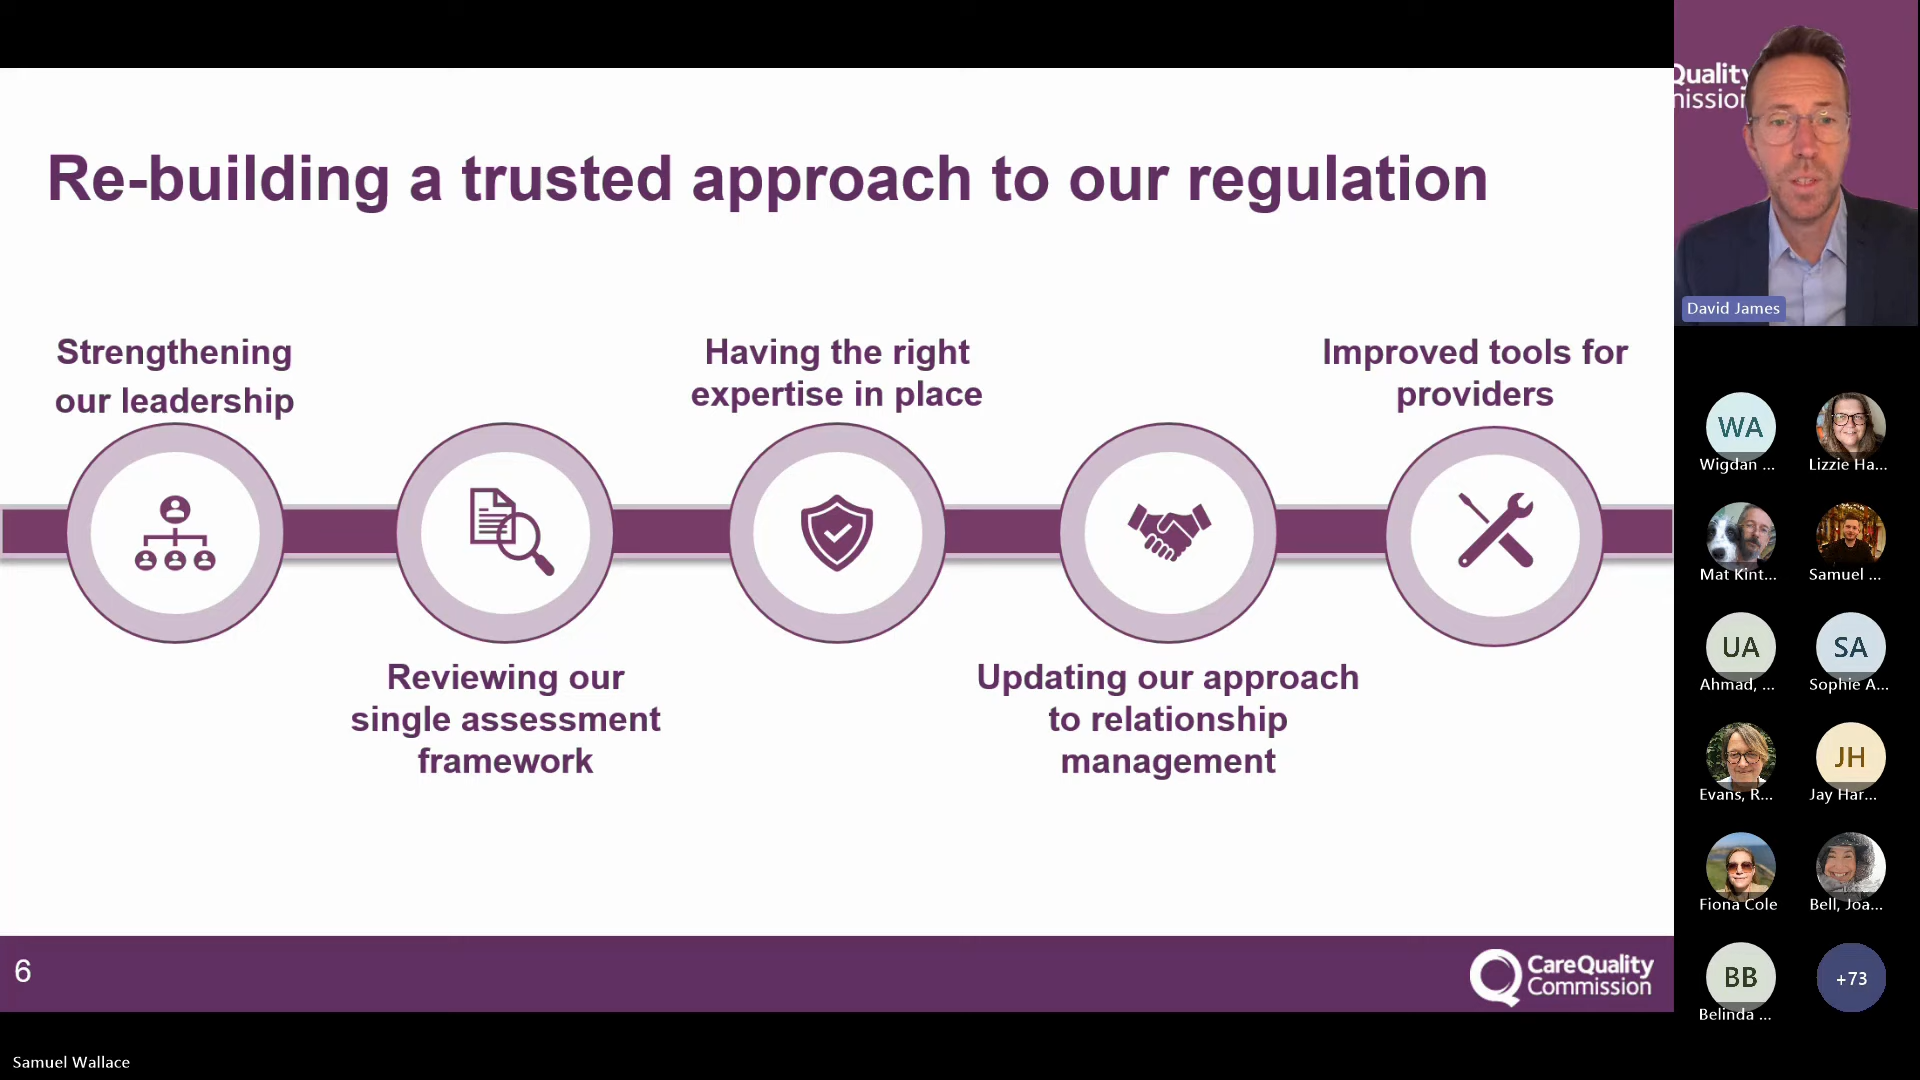 Re-building a trusted approach to our regulation
Strengthening
our leadership
Having the right
expertise in place
Improved tools for
providers
Reviewing our
single assessment
framework
Updating our approach
to relationship
management
6
CareQuality
Commission
Samuel Wallace
Quality
mission
David James
WA
Wigdan ...
Lizzie Ha...
Mat Kint...
Samuel ...
UA
Ahmad, ...
SA
Sophie A...
Evans, R...
JH
Jay Har...
Fiona Cole
Bell, Joa...
BB
Belinda ...
+73